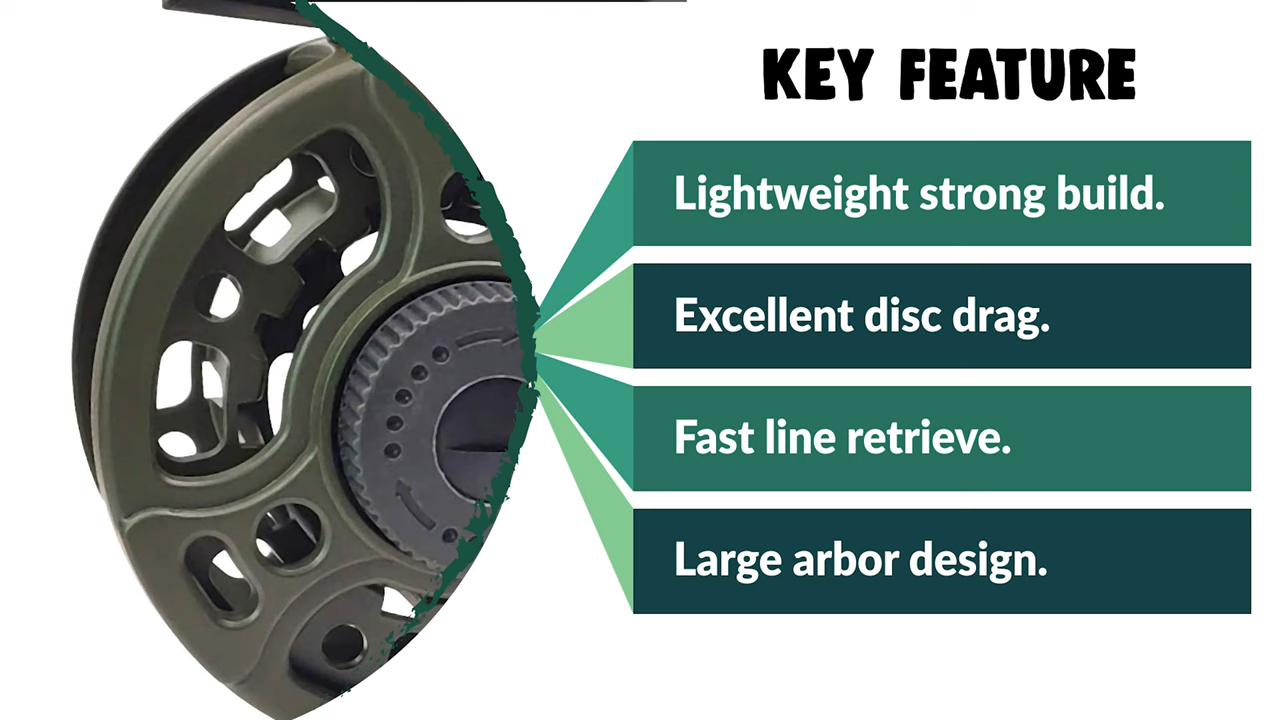 KEY FEATURE
Lightweight strong build.
Excellent disc drag.
Fast line retrieve.
Large arbor design.